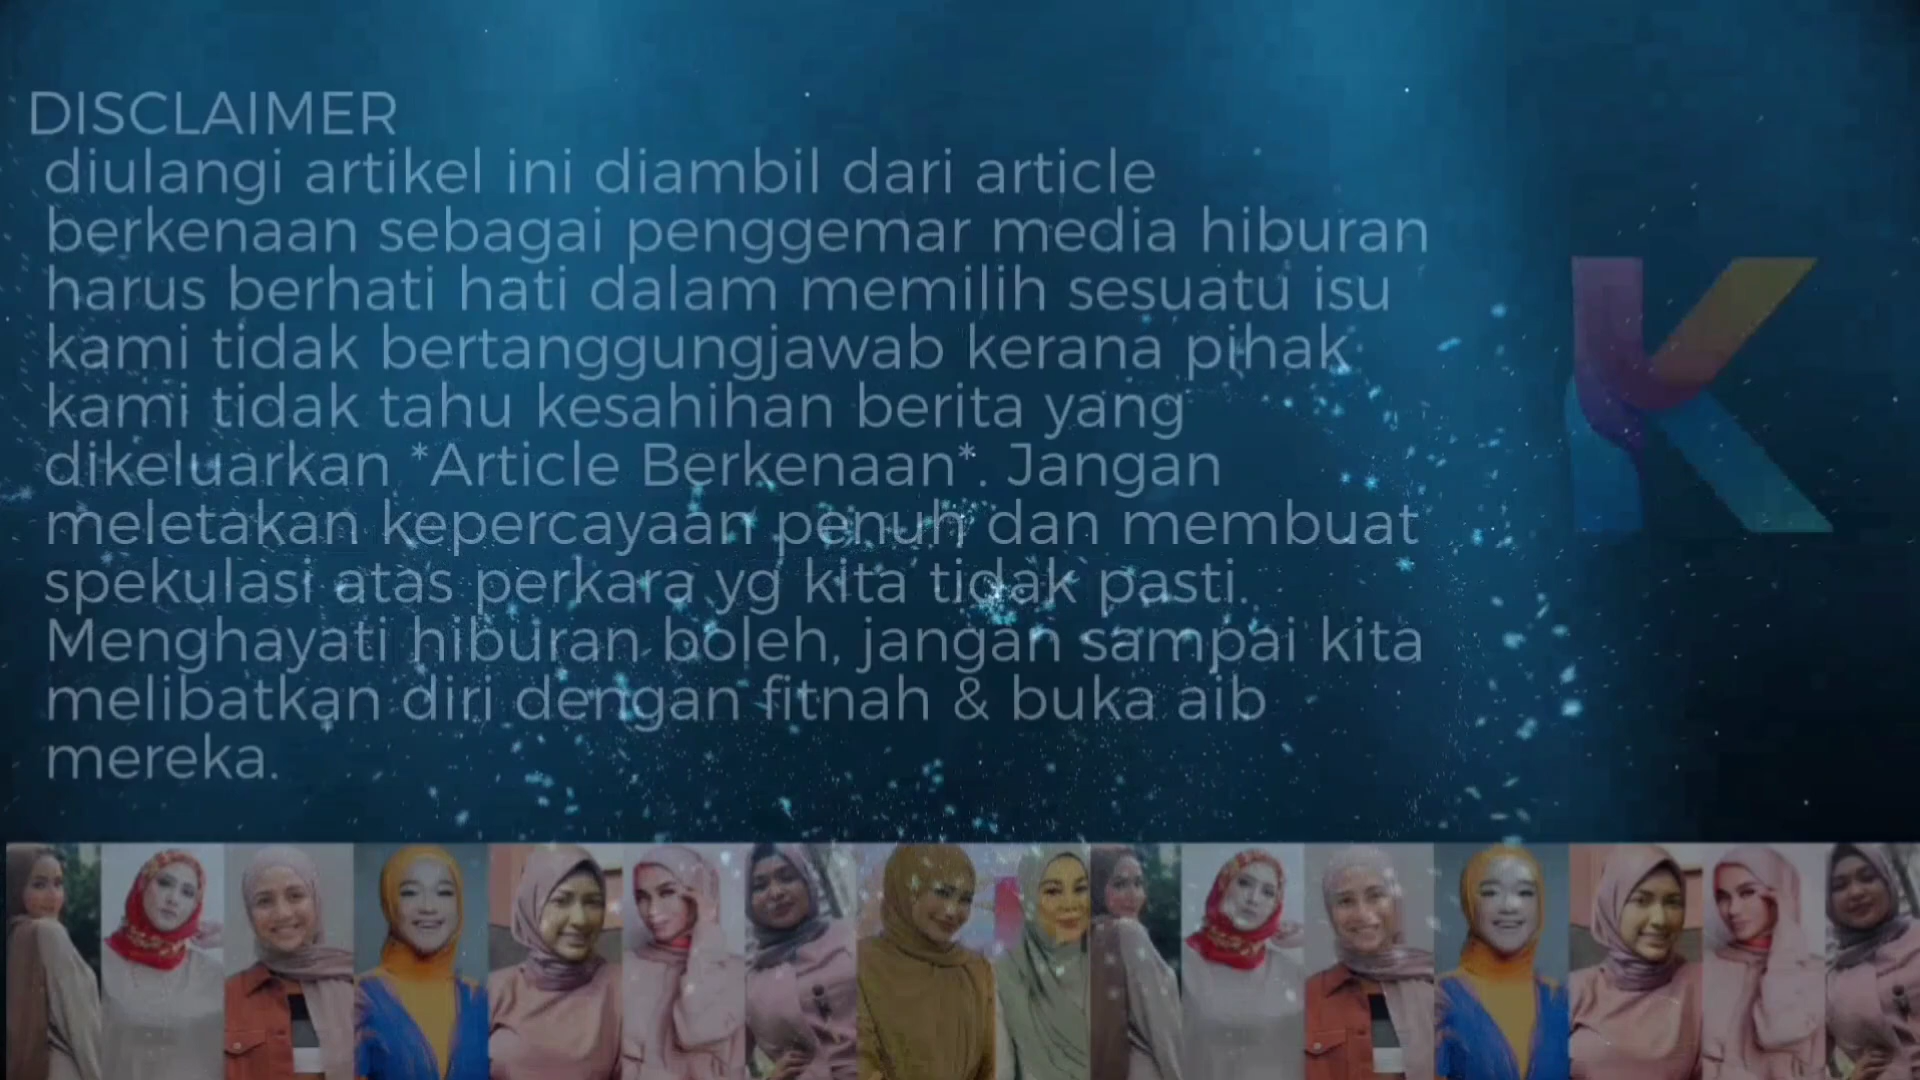 DISCLAIMER
diulangi artikel ini diambil dari article
berkenaan sebagai penggemar media hiburan
harus berhati hati dalam memilih sesuatu isu
kami tidak bertanggungjawab kerana pihak
kami tidak tahu kesahihan berita yang
dikeluarkan *Article Berkenaan*. Jangan
meletakan kepercayaan penuh dan membuat
spekulasi atas perkara yg kita tidak pasti.
Menghayati hiburan boleh, jangan sampai kita
melibatkan diri dengan fitnah & buka aib
mereka.
K